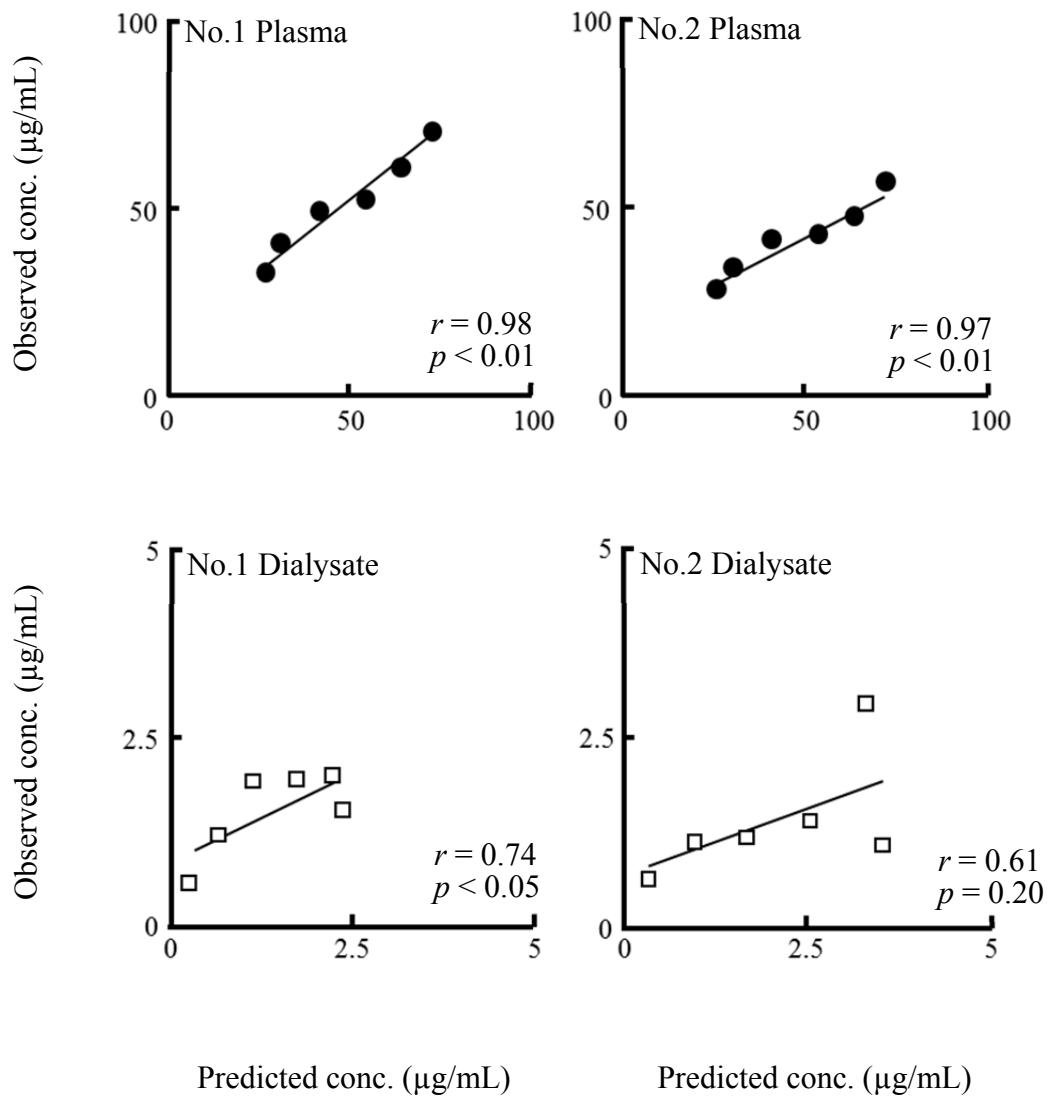 Observed conc. (µg/mL)
No.1 Plasma
100
50
0
0
50
100
r = 0.98
p < 0.01
No.2 Plasma
100
50
0
0
50
100
r = 0.97
p < 0.01
Observed conc. (µg/mL)
No.1 Dialysate
5
2.5
0
0
2.5
5
r = 0.74
p < 0.05
No.2 Dialysate
5
2.5
0
0
2.5
5
r = 0.61
p = 0.20
Predicted conc. (µg/mL)
Predicted conc. (µg/mL)